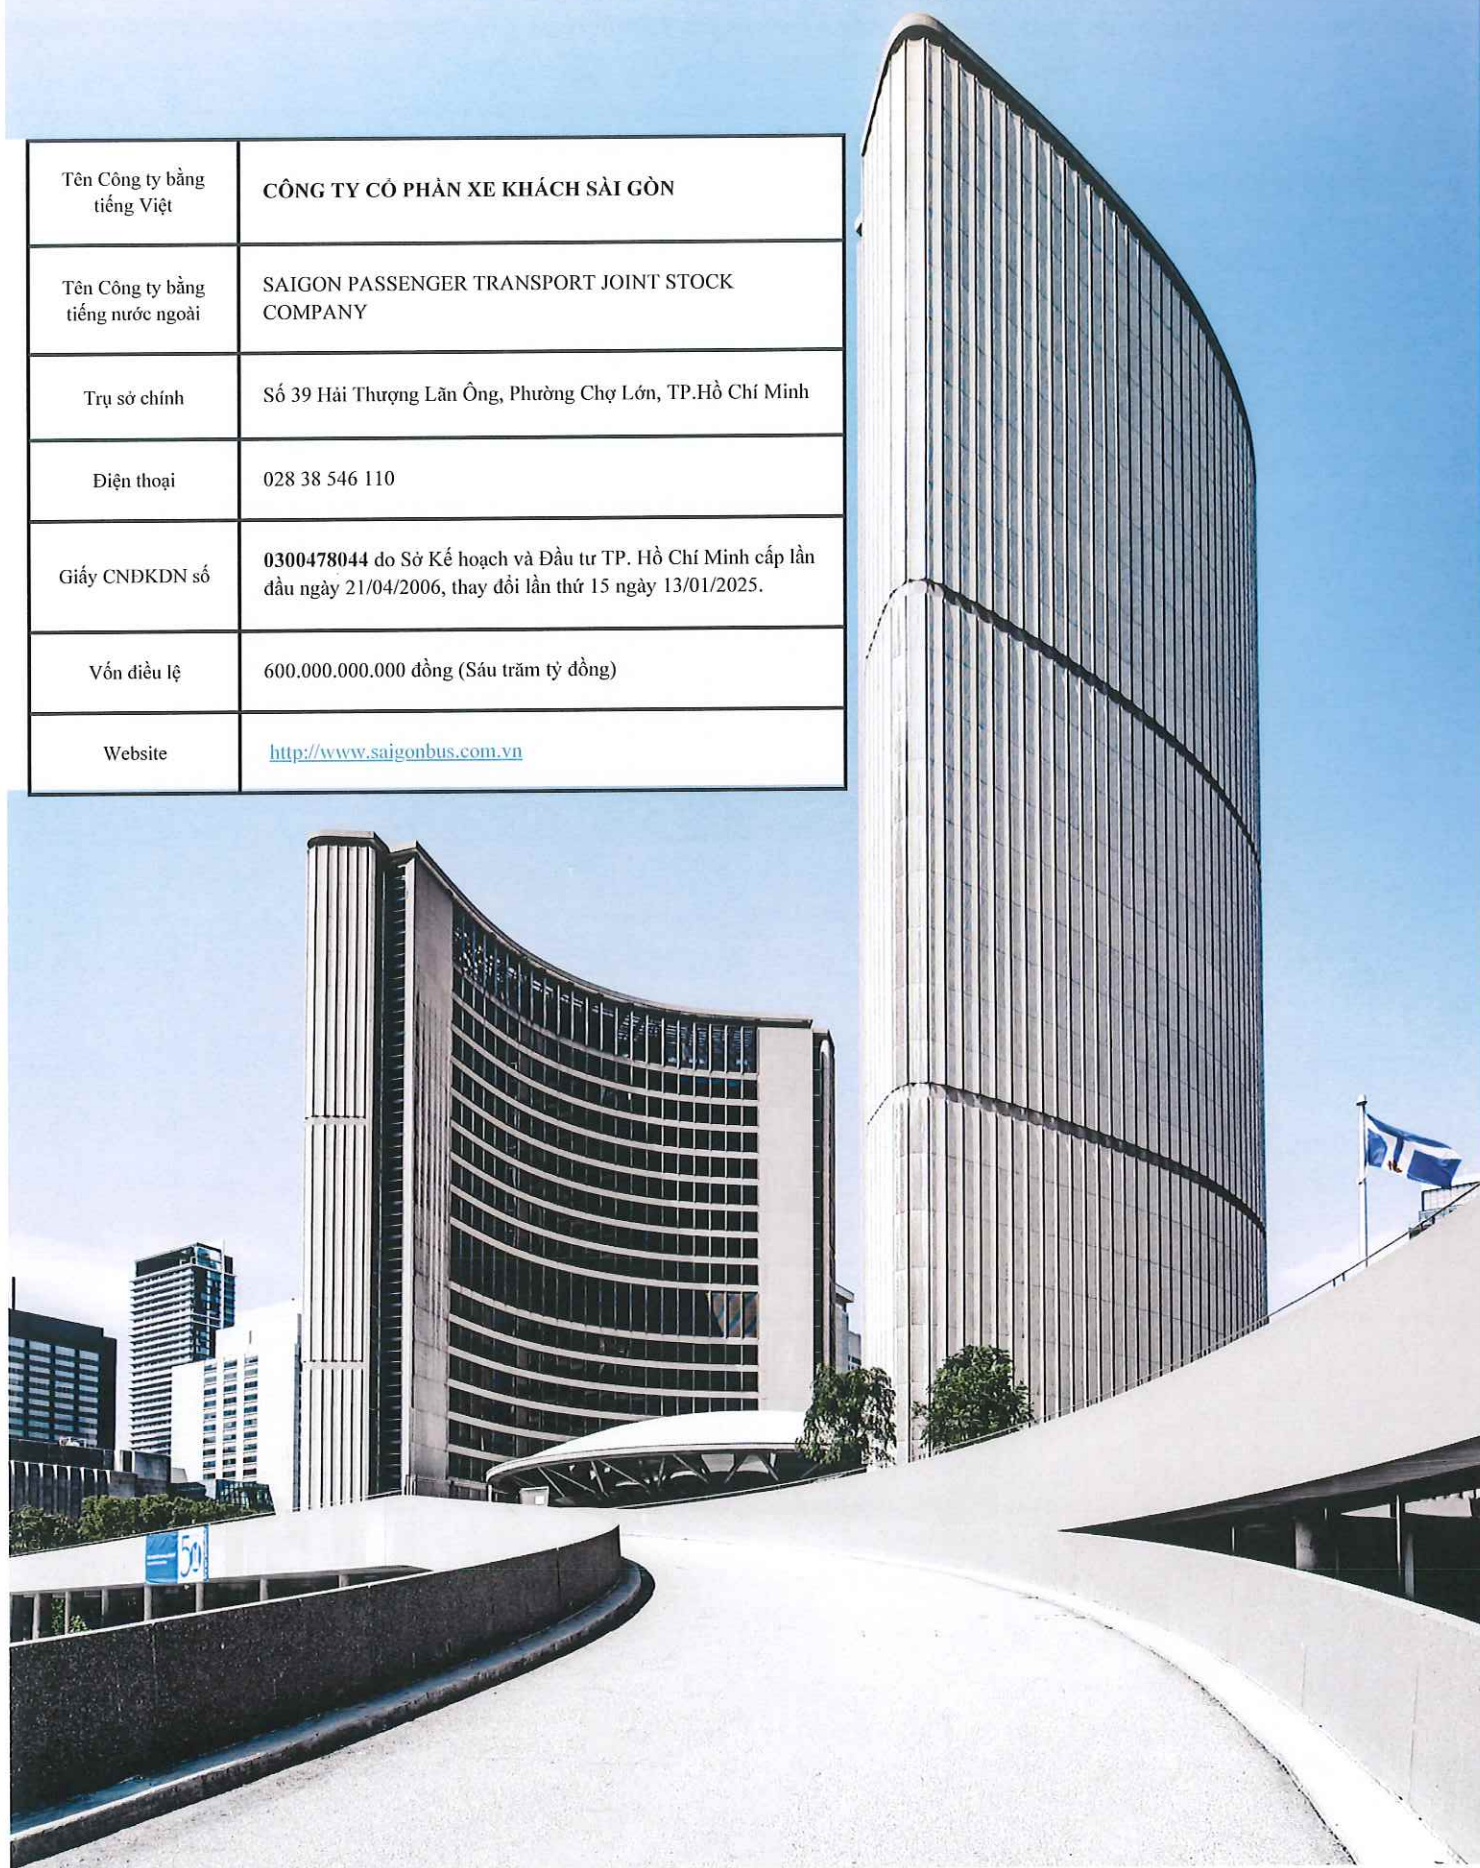 Tên Công ty bằng
tiếng Việt
CÔNG TY CỔ PHẦN XE KHÁCH SÀI GÒN
Tên Công ty bằng
tiếng nước ngoài
SAIGON PASSENGER TRANSPORT JOINT STOCK
COMPANY
Trụ sở chính
Số 39 Hải Thượng Lãn Ông, Phường Chợ Lớn, TP.Hồ Chí Minh
Điện thoại
028 38 546 110
Giấy CNĐKDN số
0300478044 do Sở Kế hoạch và Đầu tư TP. Hồ Chí Minh cấp lần
đầu ngày 21/04/2006, thay đổi lần thứ 15 ngày 13/01/2025.
Vốn điều lệ
600.000.000.000 đồng (Sáu trăm tỷ đồng)
Website
http://www.saigonbus.com.vn
50